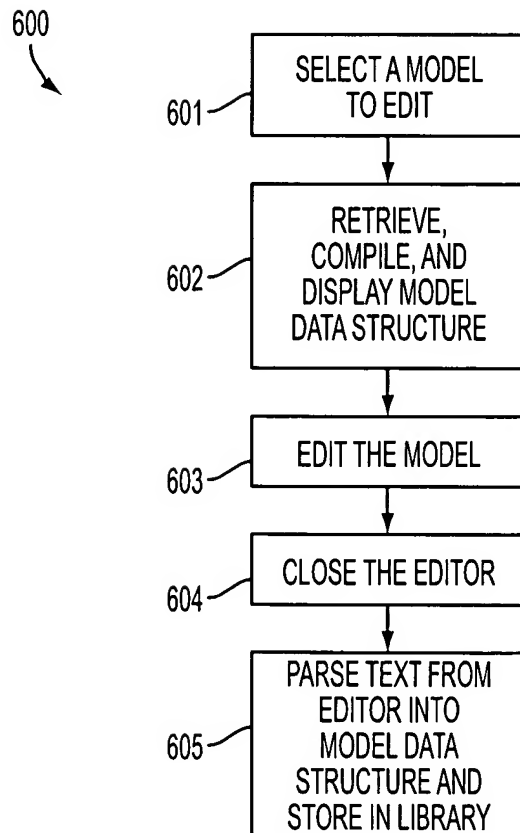 600
601
SELECT A MODEL
TO EDIT
602
RETRIEVE,
COMPILE, AND
DISPLAY MODEL
DATA STRUCTURE
603
EDIT THE MODEL
604
CLOSE THE EDITOR
605
PARSE TEXT FROM
EDITOR INTO
MODEL DATA
STRUCTURE AND
STORE IN LIBRARY